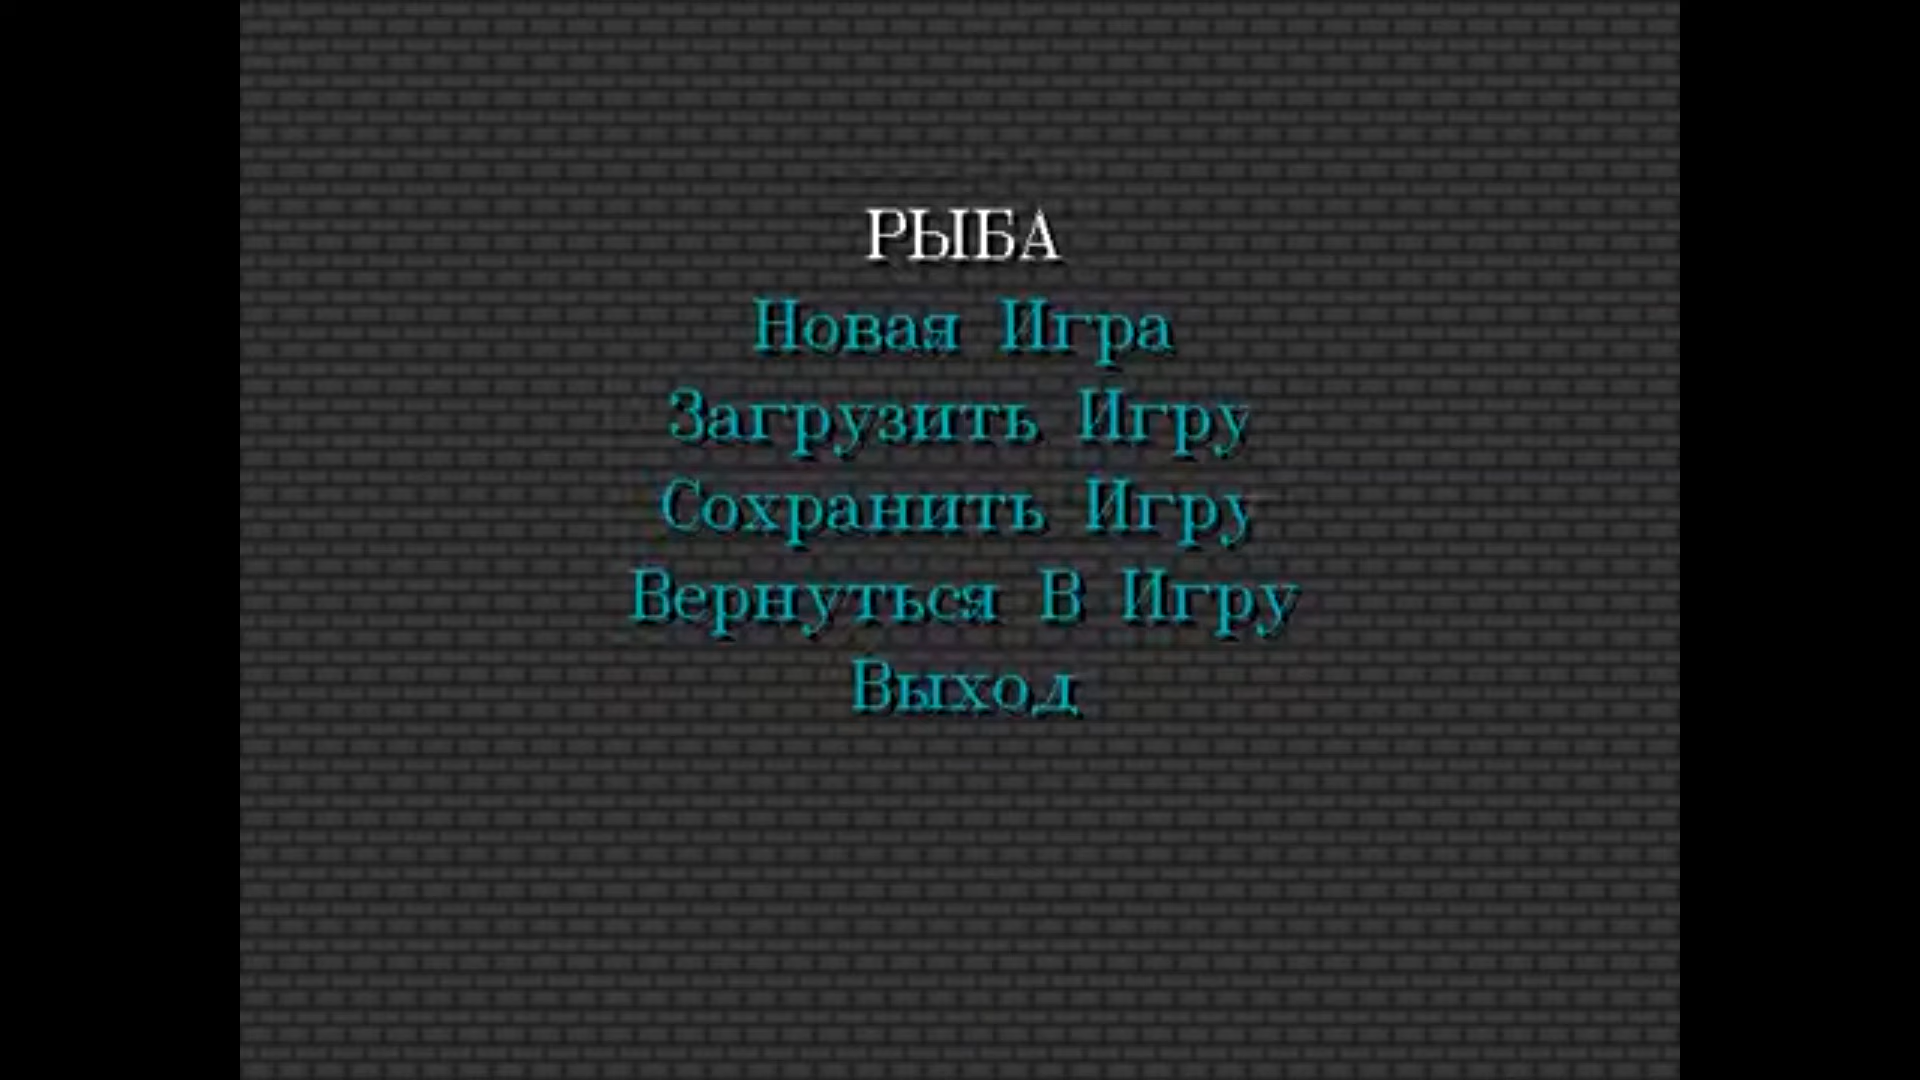 РЫБА
Новая Игра
Загрузить Игру
Сохранить Игру
Вернуться В Игру
Выход